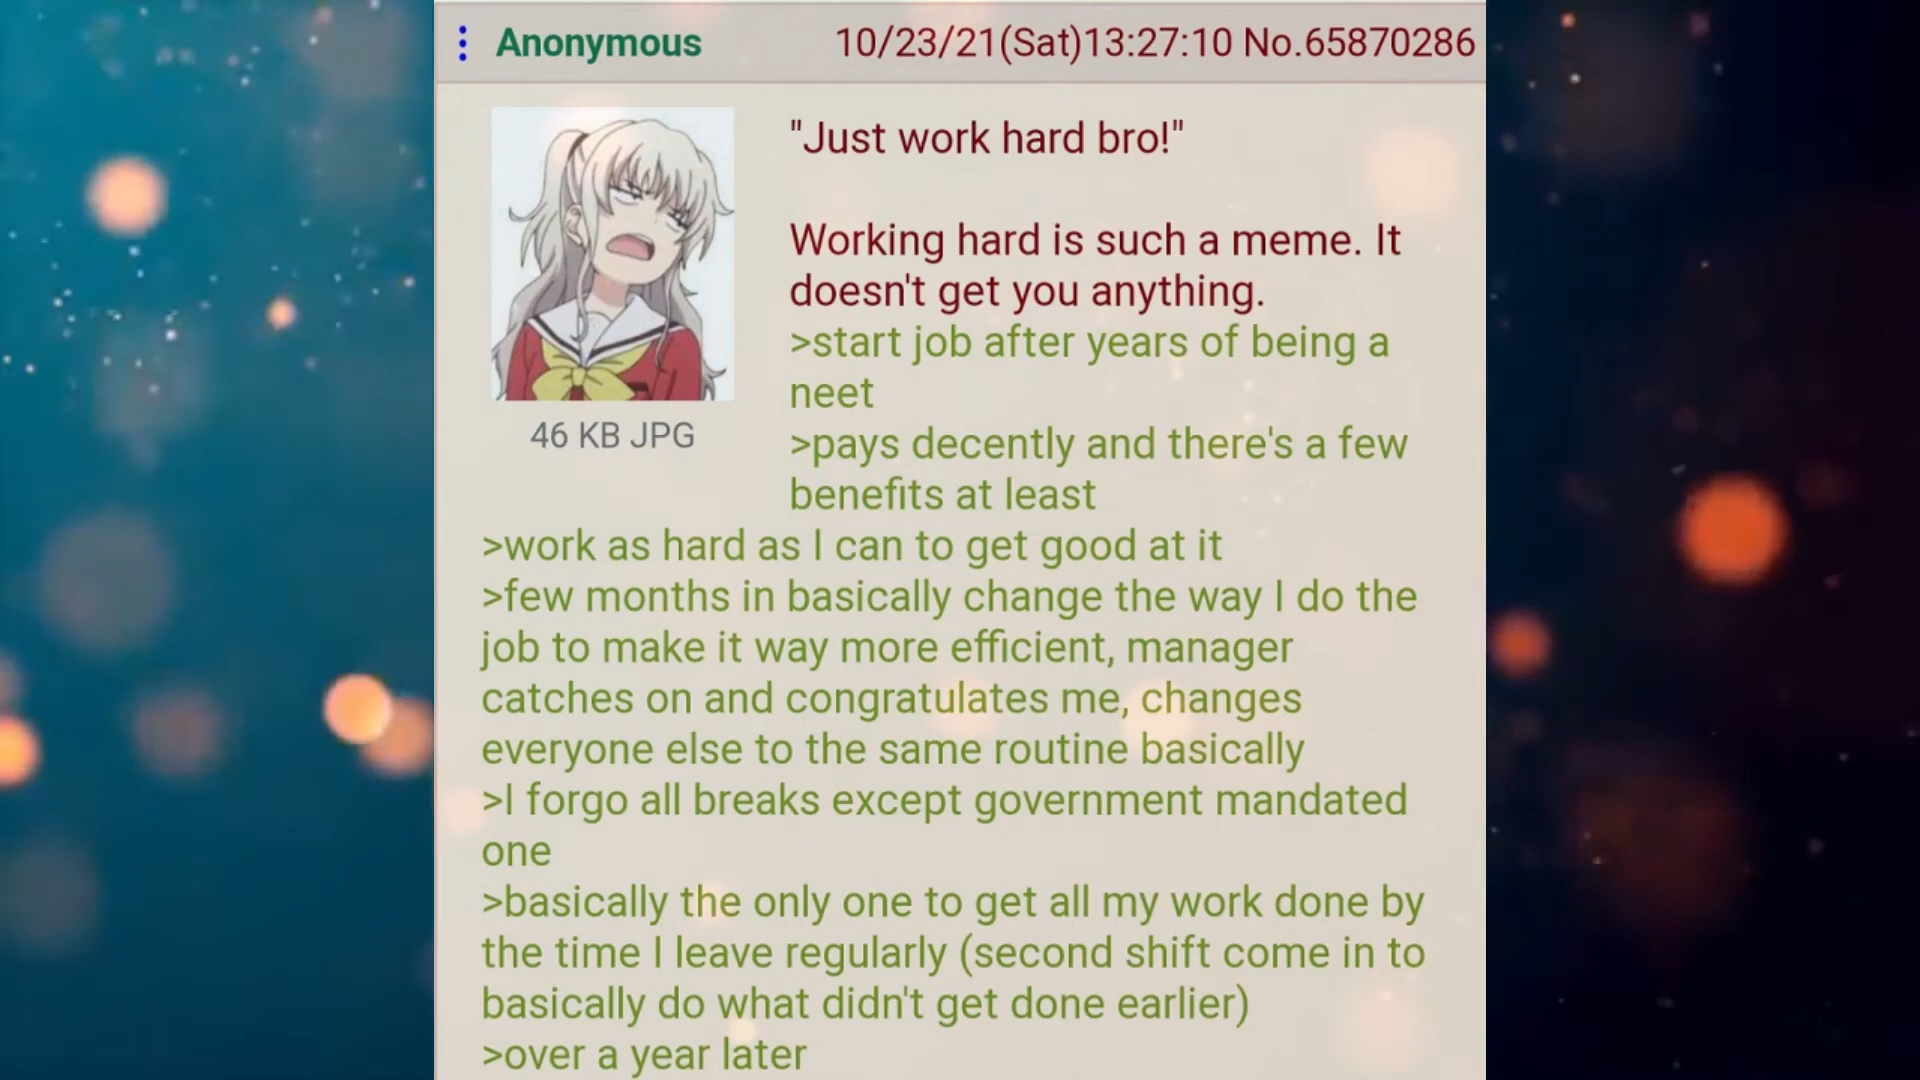 Anonymous 10/23/21(Sat)13:27:10 No.65870286
"Just work hard bro!"
Working hard is such a meme. It
doesn't get you anything.
>start job after years of being a
neet
>pays decently and there's a few
benefits at least
46 KB JPG
>work as hard as I can to get good at it
>few months in basically change the way I do the
job to make it way more efficient, manager
catches on and congratulates me, changes
everyone else to the same routine basically
>I forgo all breaks except government mandated
one
>basically the only one to get all my work done by
the time I leave regularly (second shift come in to
basically do what didn't get done earlier)
>over a year later